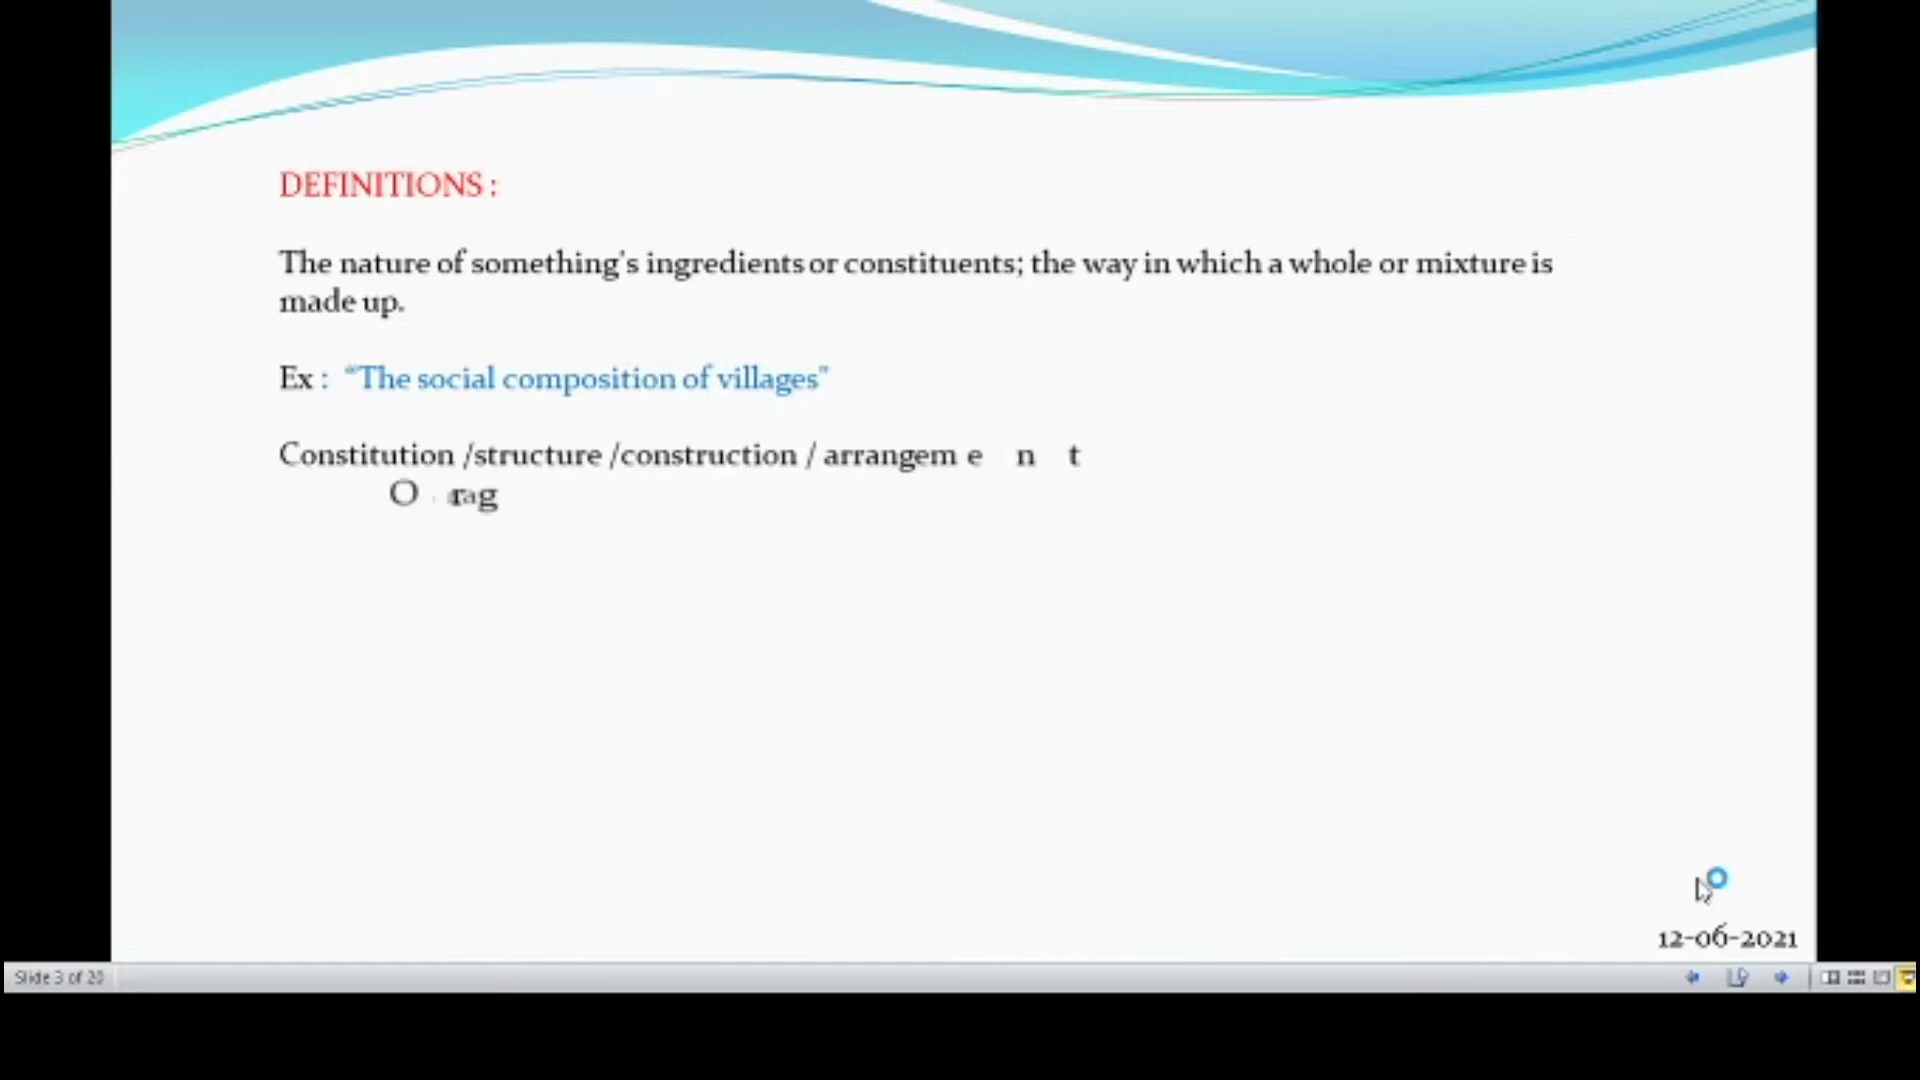 DEFINITIONS :
The nature of something's ingredients or constituents; the way in which a whole or mixture is
made up.
Ex : “The social composition of villages”
Constitution /structure /construction / arrangement
12-06-2021
Slide 3 of 20